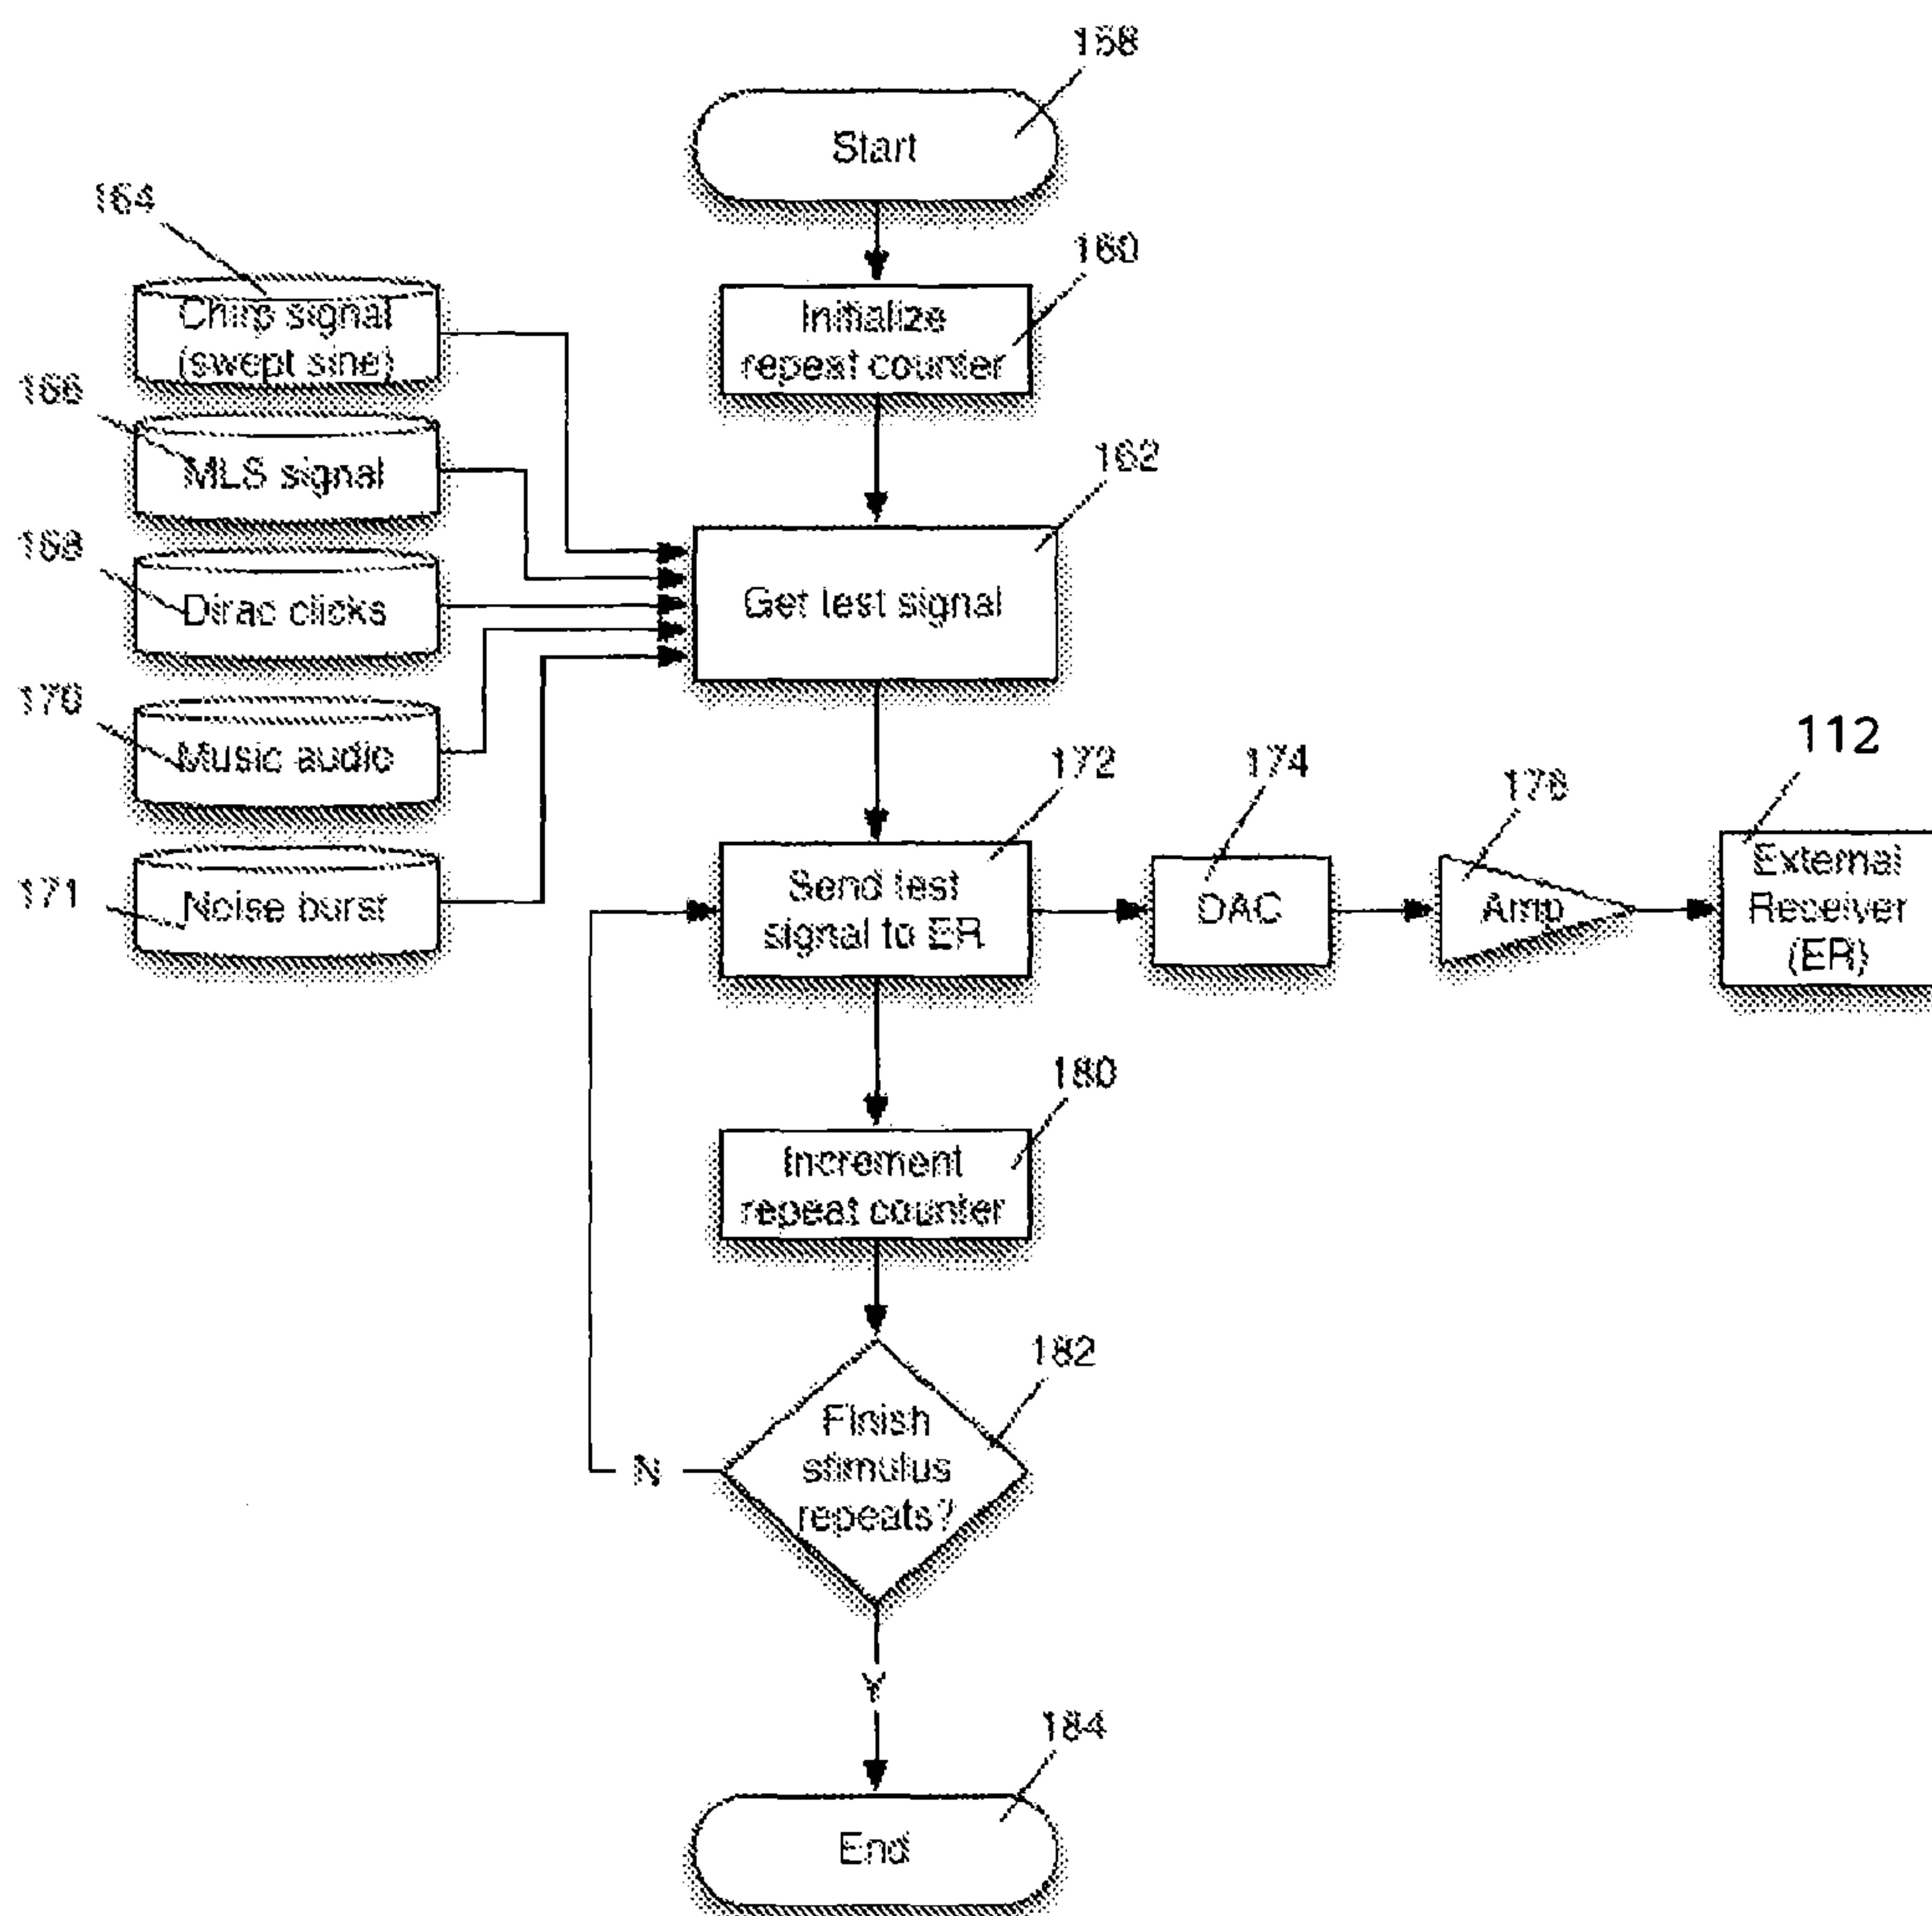 158
Start
164
160
Chirp signal
(swept sine)
Initialize
repeat counter
166
MLS signal
162
168
Dirac clicks
Get test signal
170
Music audio
172
174
176
112
171
Noise burst
Send test
signal to ER
DAC
Amp
External
Receiver
(ER)
180
Increment
repeat counter
182
Finish
stimulus
repeats?
N
Y
184
End